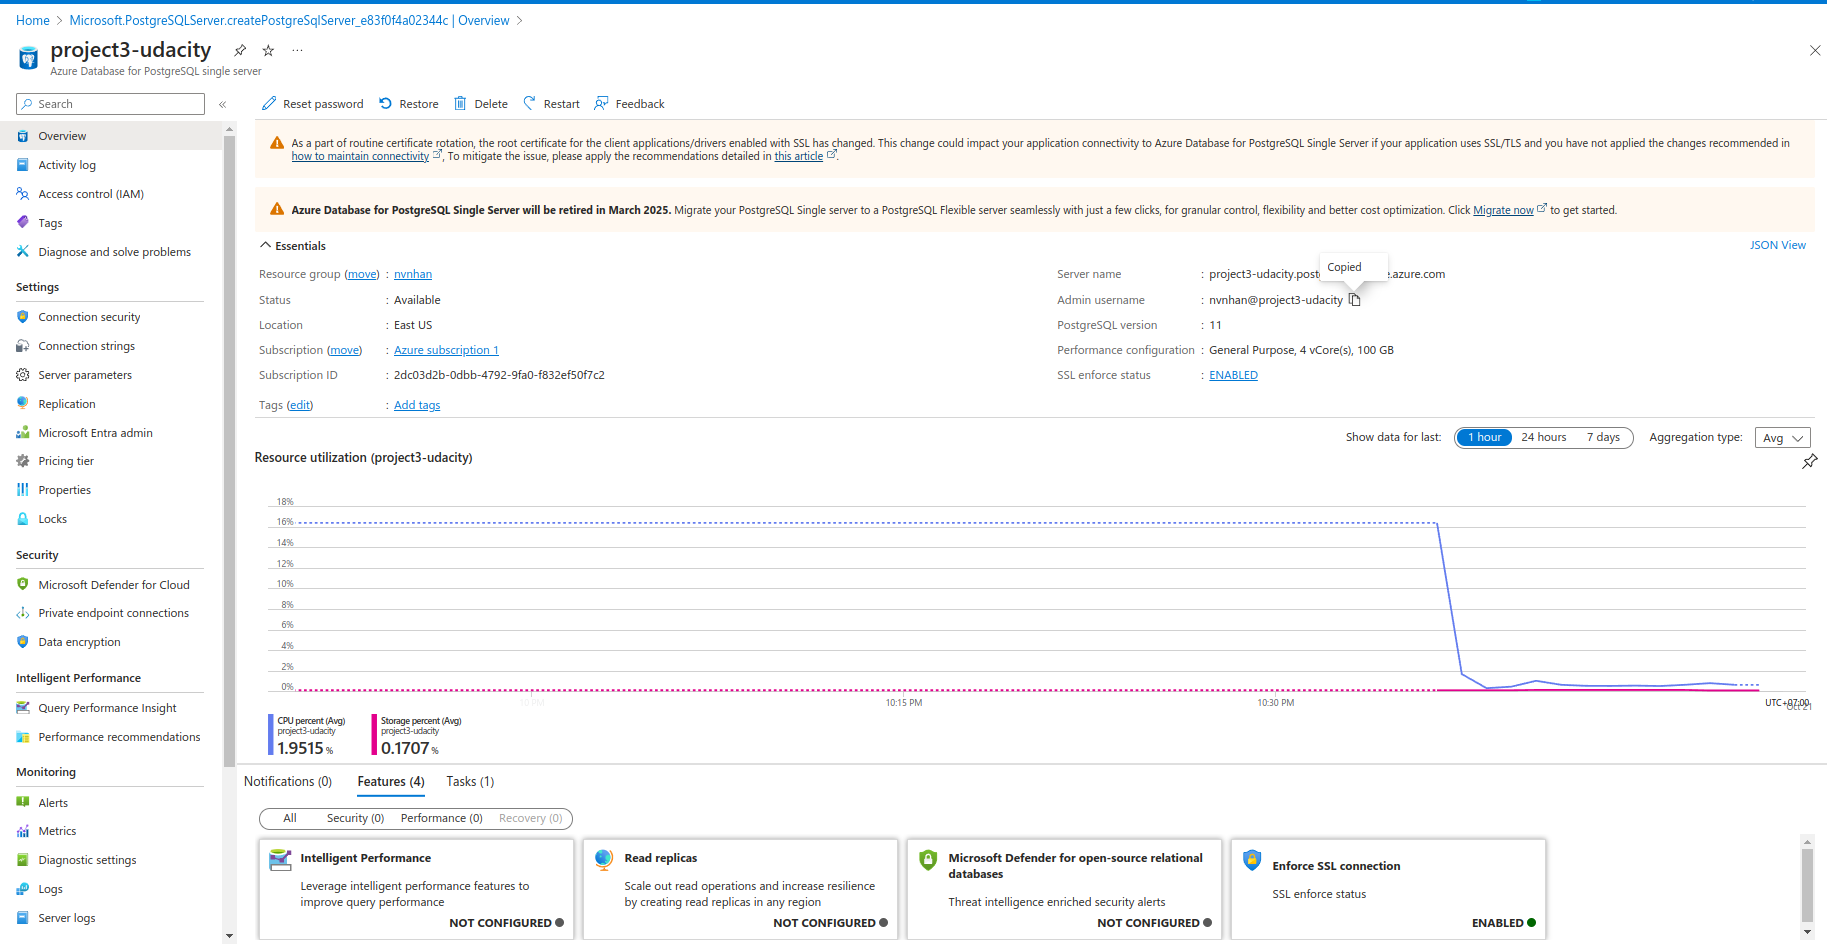 Home > Microsoft.PostgreSQLServer.createPostgreSqlServer_e83f0f4a02344c | Overview >
project3-udacity
Azure Database for PostgreSQL single server
Search
Reset password Restore Delete Restart Feedback
Overview
Activity log
Access control (IAM)
Tags
Diagnose and solve problems
Settings
Connection security
Connection strings
Server parameters
Replication
Microsoft Entra admin
Pricing tier
Properties
Locks
Security
Microsoft Defender for Cloud
Private endpoint connections
Data encryption
Intelligent Performance
Query Performance Insight
Performance recommendations
Monitoring
Alerts
Metrics
Diagnostic settings
Logs
Server logs
As a part of routine certificate rotation, the root certificate for the client applications/drivers enabled with SSL has changed. This change could impact your application connectivity to Azure Database for PostgreSQL Single Server if your application uses SSL/TLS and you have not applied the changes recommended in
how to maintain connectivity, To mitigate the issue, please apply the recommendations detailed in this article.
Azure Database for PostgreSQL Single Server will be retired in March 2025. Migrate your PostgreSQL Single server to a PostgreSQL Flexible server seamlessly with just a few clicks, for granular control, flexibility and better cost optimization. Click Migrate now to get started.
Essentials
JSON View
Resource group (move) : nvnhan
Status : Available
Location : East US
Subscription (move) : Azure subscription 1
Subscription ID : 2dc03d2b-0dbb-4792-9fa0-f832ef50f7c2
Tags (edit) : Add tags
Copied
Server name : project3-udacity.post e.azure.com
Admin username : nvnhan@project3-udacity
PostgreSQL version : 11
Performance configuration : General Purpose, 4 vCore(s), 100 GB
SSL enforce status : ENABLED
Show data for last: 1 hour 24 hours 7 days Aggregation type: Avg
Resource utilization (project3-udacity)
18%
16%
14%
12%
10%
8%
6%
4%
2%
0%
10 PM 10:15 PM 10:30 PM UTC+07:00
Oct 21
CPU percent (Avg)
project3-udacity
1.9515 %
Storage percent (Avg)
project3-udacity
0.1707 %
Notifications (0) Features (4) Tasks (1)
All Security (0) Performance (0) Recovery (0)
Intelligent Performance
Leverage intelligent performance features to
improve query performance
NOT CONFIGURED
Read replicas
Scale out read operations and increase resilience
by creating read replicas in any region
NOT CONFIGURED
Microsoft Defender for open-source relational
databases
Threat intelligence enriched security alerts
NOT CONFIGURED
Enforce SSL connection
SSL enforce status
ENABLED